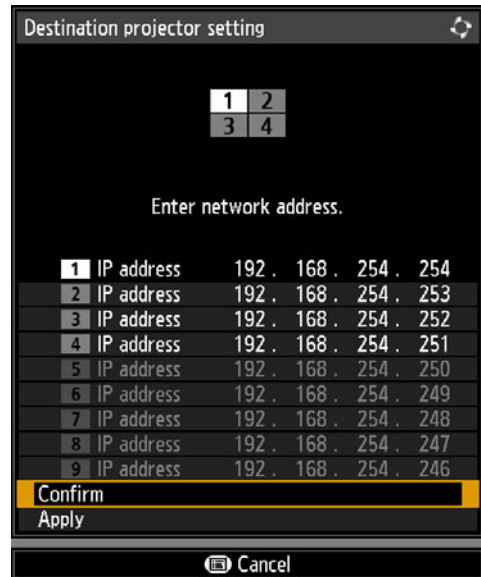 Destination projector setting
1 2
3 4
Enter network address.
1 IP address 192 . 168 . 254 . 254
2 IP address 192 . 168 . 254 . 253
3 IP address 192 . 168 . 254 . 252
4 IP address 192 . 168 . 254 . 251
5 IP address 192 . 168 . 254 . 250
6 IP address 192 . 168 . 254 . 249
7 IP address 192 . 168 . 254 . 248
8 IP address 192 . 168 . 254 . 247
9 IP address 192 . 168 . 254 . 246
Confirm
Apply
Cancel